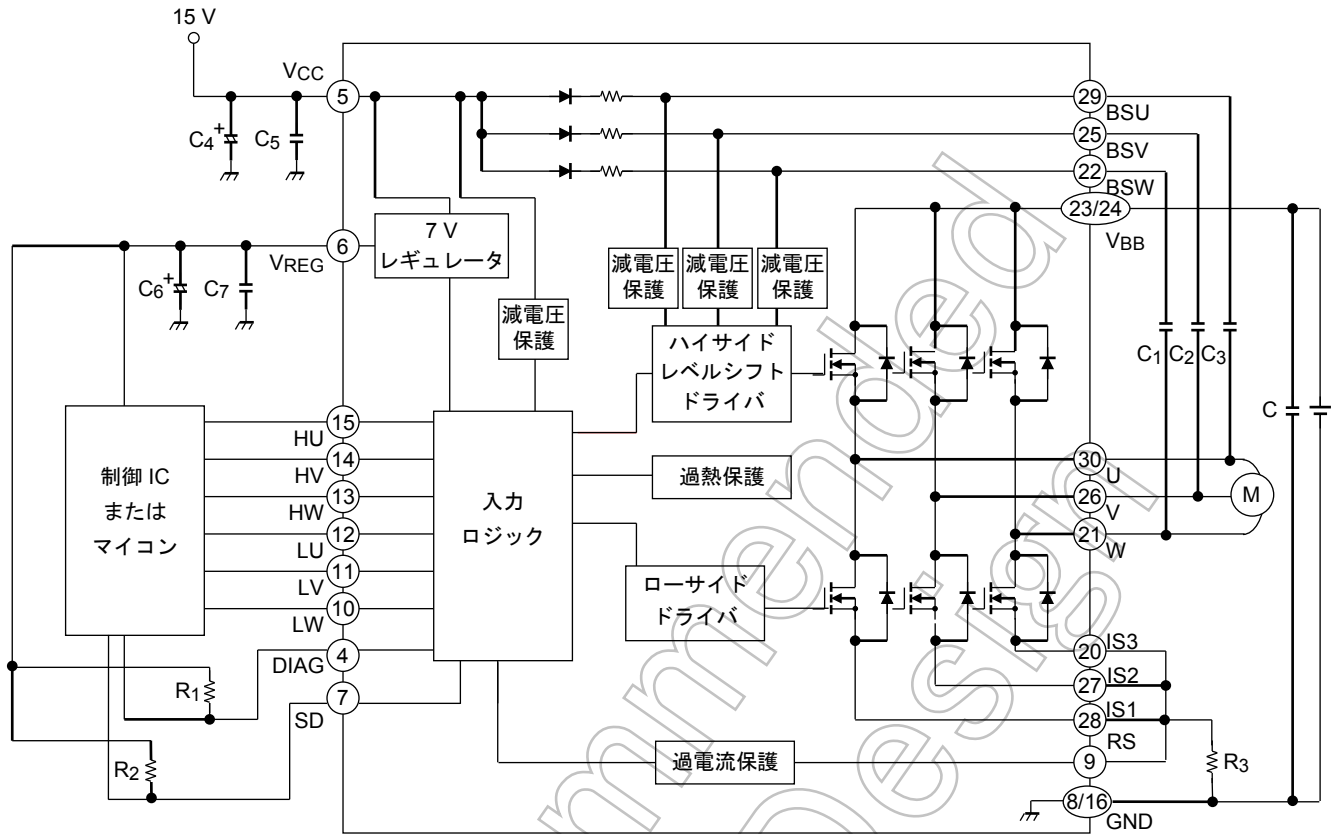 15 V
VCC
5
C4
+
C5
29
BSU
25
BSV
22
BSW
23/24
VBB
7 V
レギュレータ
6
VREG
C6
+
C7
減電圧
保護
減電圧
保護
減電圧
保護
減電圧
保護
ハイサイド
レベルシフト
ドライバ
C1
C2
C3
C
制御 IC
または
マイコン
15
HU
14
HV
13
HW
12
LU
11
LV
10
LW
4
DIAG
7
SD
R1
R2
入力
ロジック
過熱保護
ローサイド
ドライバ
過電流保護
30
U
26
V
21
W
M
20
IS3
27
IS2
28
IS1
RS
9
R3
8/16
GND
mmended
Design